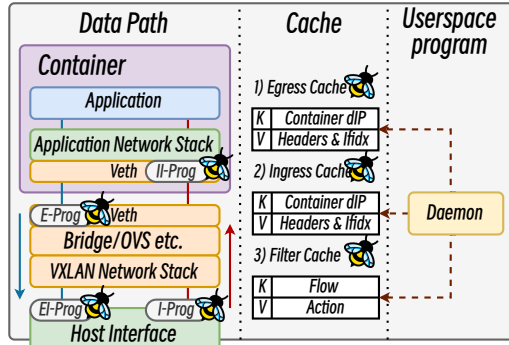 Data Path
Container
Application
Application Network Stack
Veth II-Prog
E-Prog Veth
Bridge/OVS etc.
VXLAN Network Stack
EI-Prog I-Prog
Host Interface
Cache
1) Egress Cache
K Container dIP
V Headers & Ifidx
2) Ingress Cache
K Container dIP
V Headers & Ifidx
3) Filter Cache
K Flow
V Action
Userspace
program
Daemon